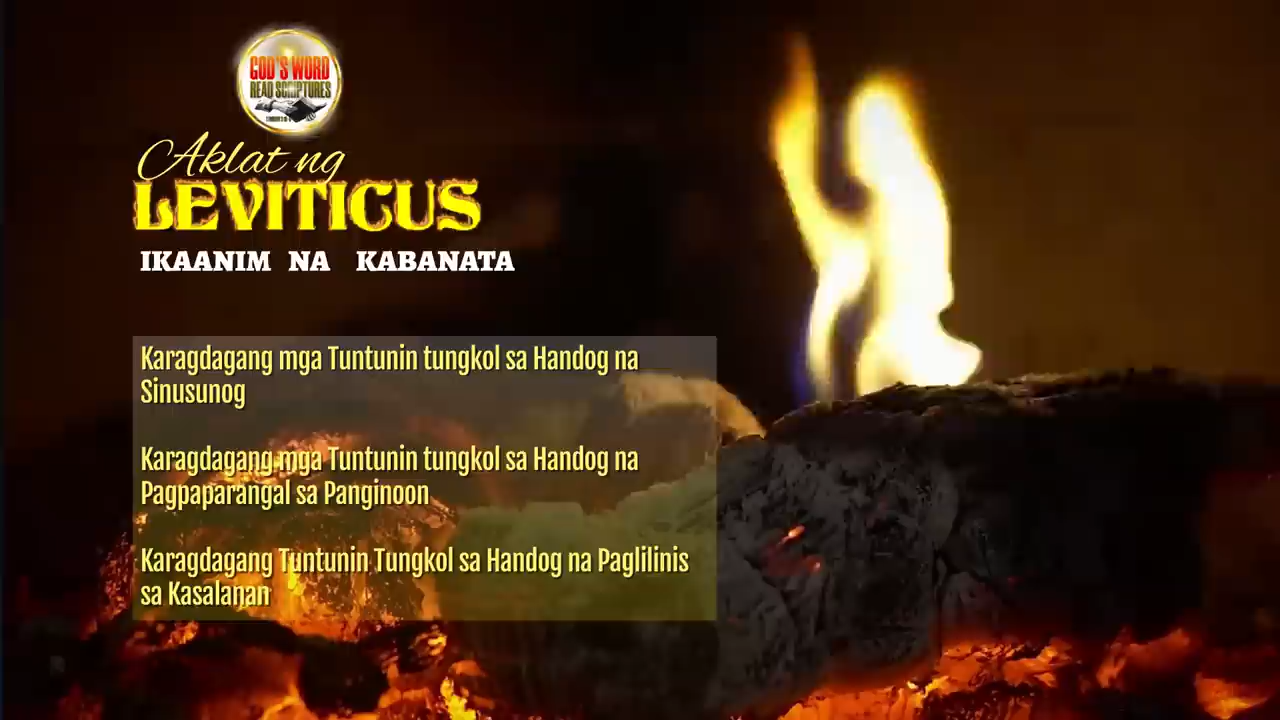 GOD'S WORD
READ SCRIPTURES
Aklat ng
LEVITICUS
IKAANIM NA KABANATA
Karagdagang mga Tuntunin tungkol sa Handog na
Sinusunog
Karagdagang mga Tuntunin tungkol sa Handog na
Pagpaparangal sa Panginoon
Karagdagang Tuntunin Tungkol sa Handog na Paglilinis
sa Kasalanan